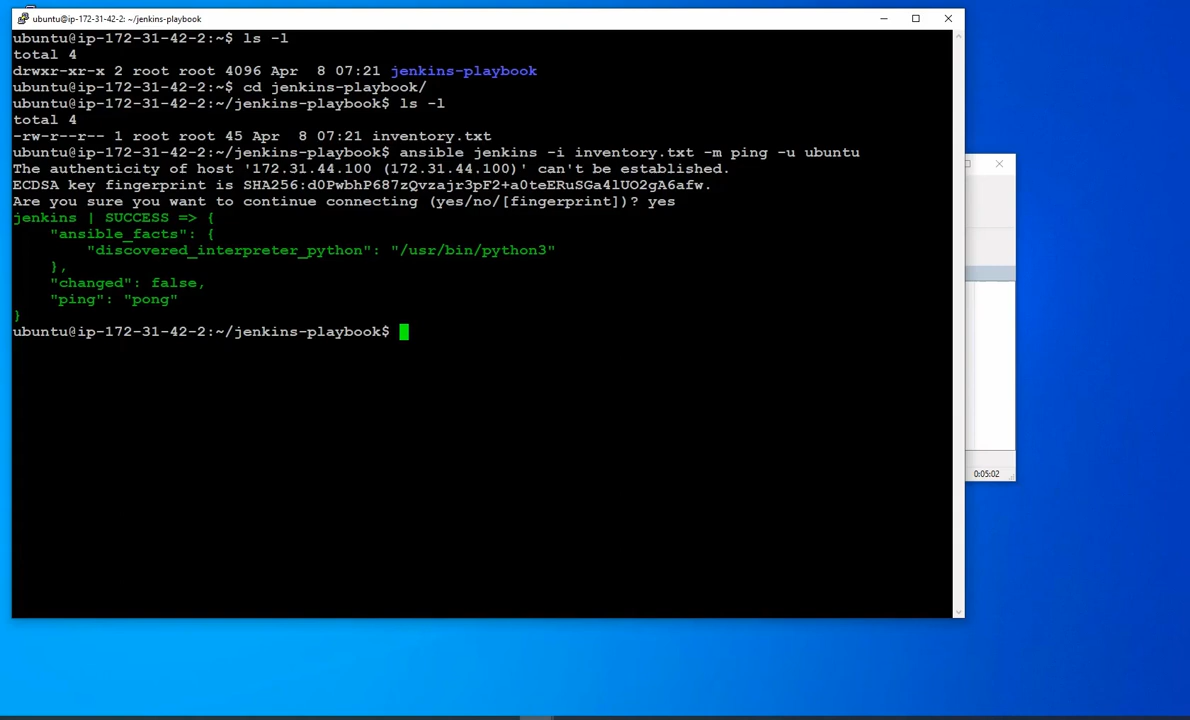 ubuntu@ip-172-31-42-2: ~/jenkins-playbook
ubuntu@ip-172-31-42-2:~$ ls -l
total 4
drwxr-xr-x 2 root root 4096 Apr  8 07:21 jenkins-playbook
ubuntu@ip-172-31-42-2:~$ cd jenkins-playbook/
ubuntu@ip-172-31-42-2:~/jenkins-playbook$ ls -l
total 4
-rw-r--r-- 1 root root 45 Apr  8 07:21 inventory.txt
ubuntu@ip-172-31-42-2:~/jenkins-playbook$ ansible jenkins -i inventory.txt -m ping -u ubuntu
The authenticity of host '172.31.44.100 (172.31.44.100)' can't be established.
ECDSA key fingerprint is SHA256:d0PwbhP687zQvzajr3pF2+a0teERuSGa4lUO2gA6afw.
Are you sure you want to continue connecting (yes/no/[fingerprint])? yes
jenkins | SUCCESS => {
    "ansible_facts": {
        "discovered_interpreter_python": "/usr/bin/python3"
    },
    "changed": false,
    "ping": "pong"
}
ubuntu@ip-172-31-42-2:~/jenkins-playbook$
0:05:02